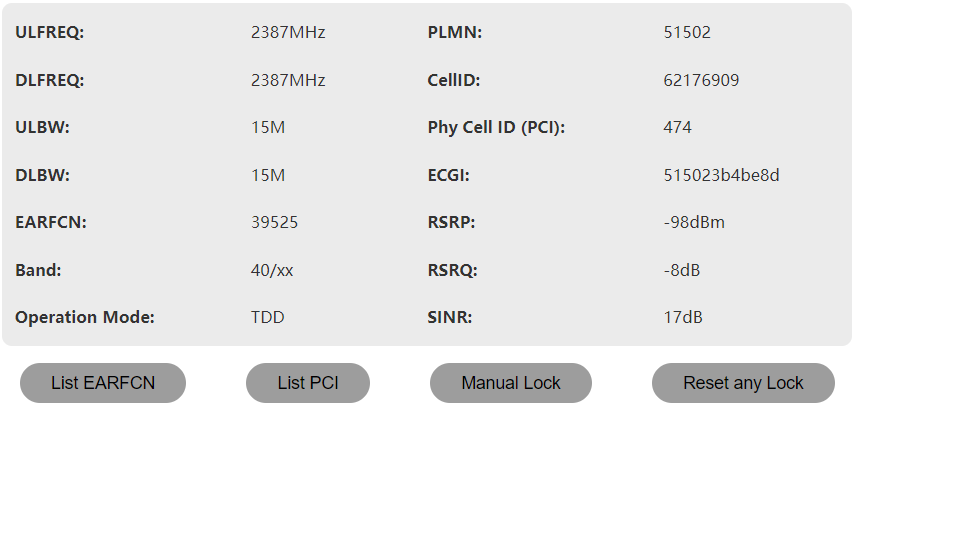 ULFREQ: 2387MHz PLMN: 51502
DLFREQ: 2387MHz CellID: 62176909
ULBW: 15M Phy Cell ID (PCI): 474
DLBW: 15M ECGI: 515023b4be8d
EARFCN: 39525 RSRP: -98dBm
Band: 40/xx RSRQ: -8dB
Operation Mode: TDD SINR: 17dB
List EARFCN List PCI Manual Lock Reset any Lock